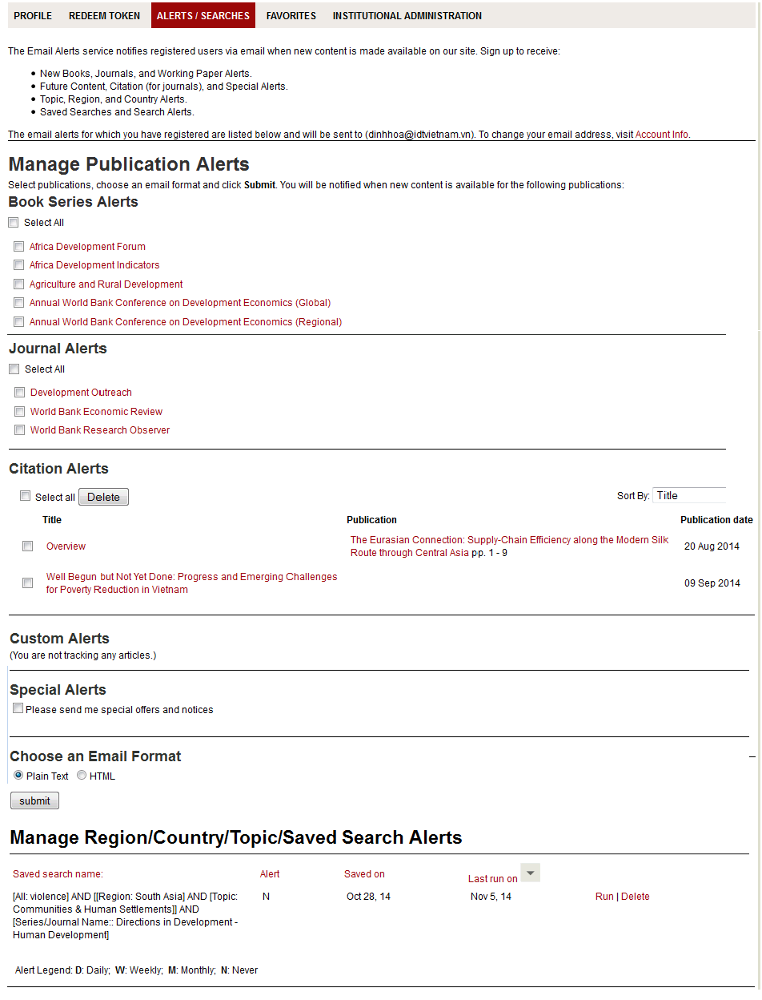 PROFILE REDEEM TOKEN ALERTS / SEARCHES FAVORITES INSTITUTIONAL ADMINISTRATION
The Email Alerts service notifies registered users via email when new content is made available on our site. Sign up to receive:
• New Books, Journals, and Working Paper Alerts.
• Future Content, Citation (for journals), and Special Alerts.
• Topic, Region, and Country Alerts.
• Saved Searches and Search Alerts.
The email alerts for which you have registered are listed below and will be sent to (dinhhoa@idtvietnam.vn). To change your email address, visit Account Info.
Manage Publication Alerts
Select publications, choose an email format and click Submit. You will be notified when new content is available for the following publications:
Book Series Alerts
Select All
Africa Development Forum
Africa Development Indicators
Agriculture and Rural Development
Annual World Bank Conference on Development Economics (Global)
Annual World Bank Conference on Development Economics (Regional)
Journal Alerts
Select All
Development Outreach
World Bank Economic Review
World Bank Research Observer
Citation Alerts
Select all Delete Sort By: Title
Title Publication Publication date
Overview The Eurasian Connection: Supply-Chain Efficiency along the Modern Silk
Route through Central Asia pp. 1 - 9 20 Aug 2014
Well Begun but Not Yet Done: Progress and Emerging Challenges
for Poverty Reduction in Vietnam 09 Sep 2014
Custom Alerts
(You are not tracking any articles.)
Special Alerts
Please send me special offers and notices
Choose an Email Format
Plain Text HTML
submit
Manage Region/Country/Topic/Saved Search Alerts
Saved search name: Alert Saved on Last run on
[All: violence] AND [[Region: South Asia] AND [Topic: N Oct 28, 14 Nov 5, 14 Run | Delete
Communities & Human Settlements]] AND
[Series/Journal Name:: Directions in Development -
Human Development]
Alert Legend: D: Daily; W: Weekly; M: Monthly; N: Never